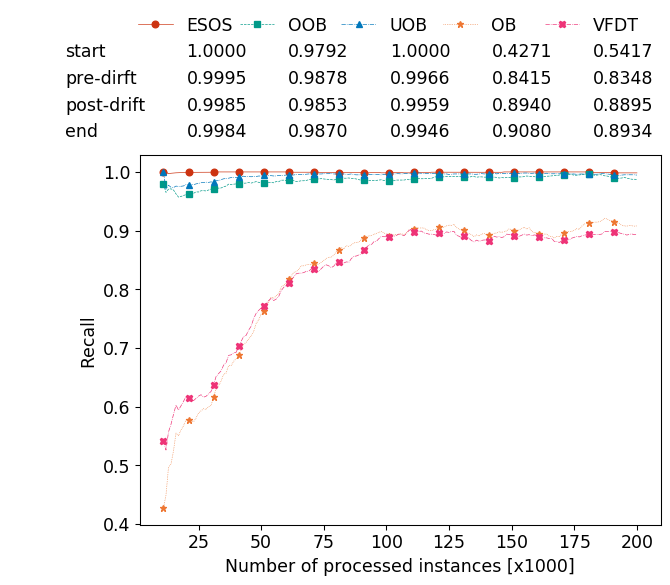 ESOS OOB UOB OB VFDT
start 1.0000 0.9792 1.0000 0.4271 0.5417
pre-dirft 0.9995 0.9878 0.9966 0.8415 0.8348
post-drift 0.9985 0.9853 0.9959 0.8940 0.8895
end 0.9984 0.9870 0.9946 0.9080 0.8934
1.0
0.9
0.8
0.7
0.6
0.5
0.4
Recall
25 50 75 100 125 150 175 200
Number of processed instances [x1000]